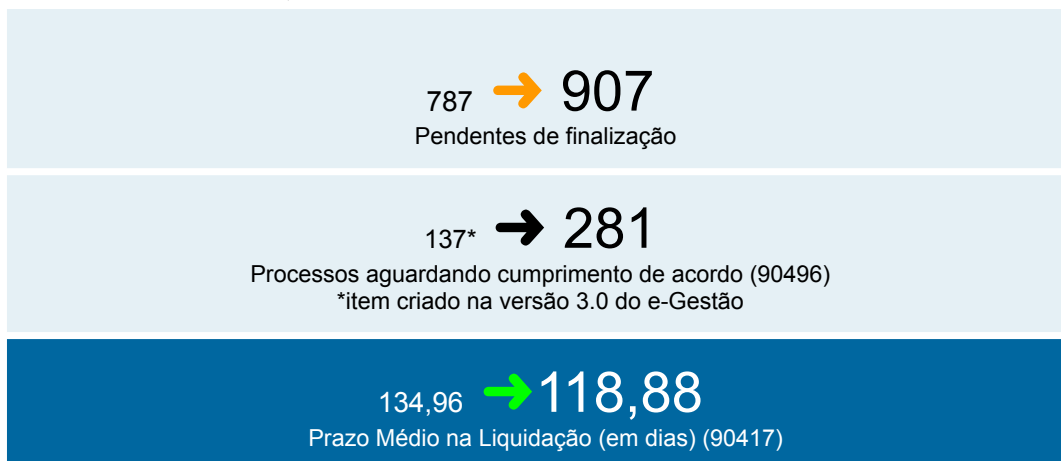 787 ➜ 907
Pendentes de finalização
137* ➜ 281
Processos aguardando cumprimento de acordo (90496)
*item criado na versão 3.0 do e-Gestão
134,96 ➜ 118,88
Prazo Médio na Liquidação (em dias) (90417)